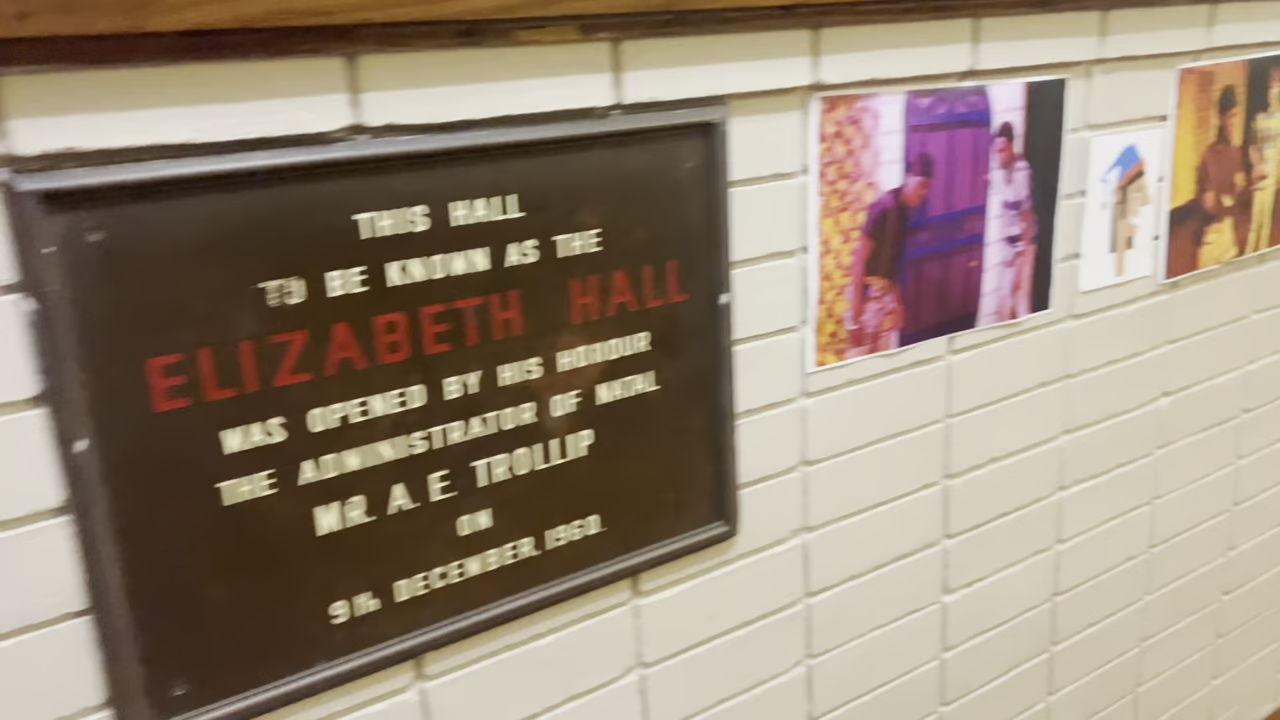 THIS HALL
TO BE KNOWN AS THE
ELIZABETH HALL
WAS OPENED BY HIS HONOUR
THE ADMINISTRATOR OF NATAL
MR. A. E. TROLLIP
ON
9TH. DECEMBER, 1960.